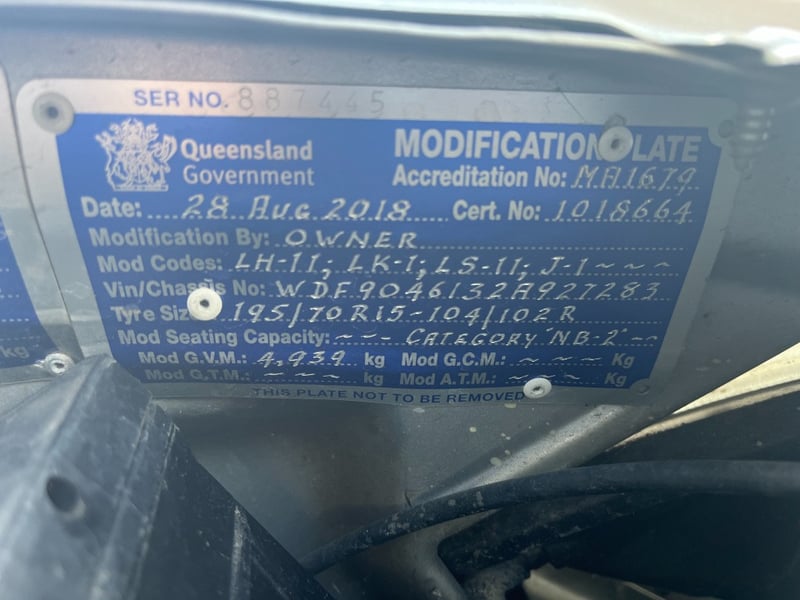 SER NO. 887445
Queensland Government
MODIFICATION PLATE
Accreditation No: MA1679
Date: 28 Aug 2018 Cert. No: 1018664
Modification By: OWNER
Mod Codes: LH-11; LK-1; LS-11, J-1 ~ ~ ~
Vin/Chassis No: WDF9046132A927283
Tyre Size 195/70R15-104/102R
Mod Seating Capacity: ~ ~ ~ CATEGORY "NB-2" ~ ~
Mod G.V.M.: 4,939 kg Mod G.C.M.: ~ ~ ~ Kg
Mod G.T.M.: ~ ~ ~ kg Mod A.T.M.: ~ ~ ~ Kg
THIS PLATE NOT TO BE REMOVED
kg